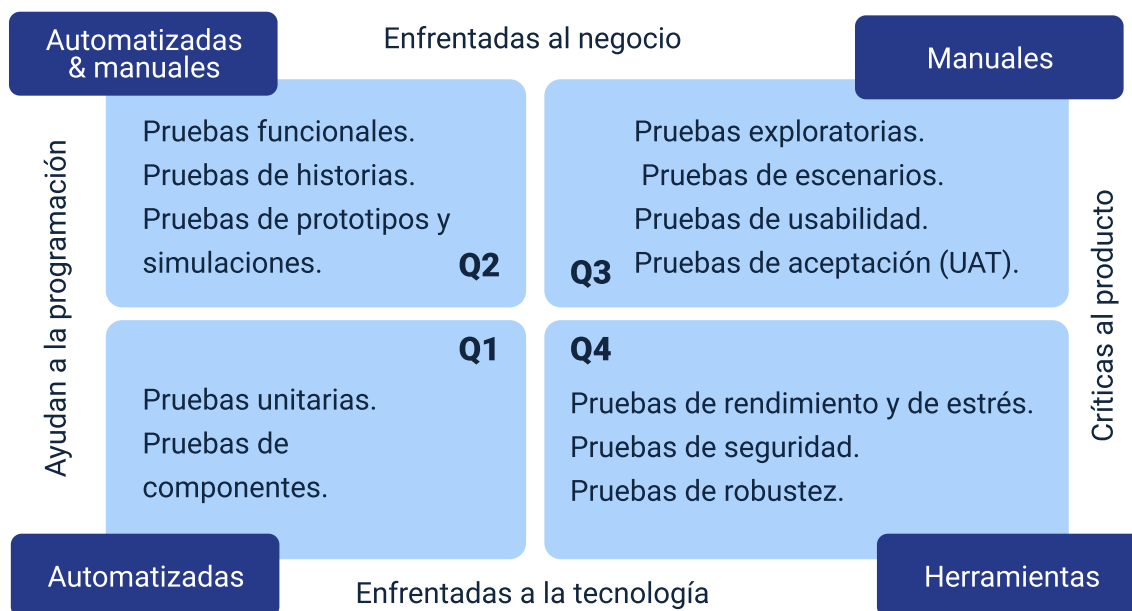 Automatizadas
& manuales
Enfrentadas al negocio
Manuales
Ayudan a la programación
Pruebas funcionales.
Pruebas de historias.
Pruebas de prototipos y
simulaciones.
Q2
Q3
Pruebas exploratorias.
Pruebas de escenarios.
Pruebas de usabilidad.
Pruebas de aceptación (UAT).
Críticas al producto
Q1
Pruebas unitarias.
Pruebas de
componentes.
Q4
Pruebas de rendimiento y de estrés.
Pruebas de seguridad.
Pruebas de robustez.
Automatizadas
Enfrentadas a la tecnología
Herramientas